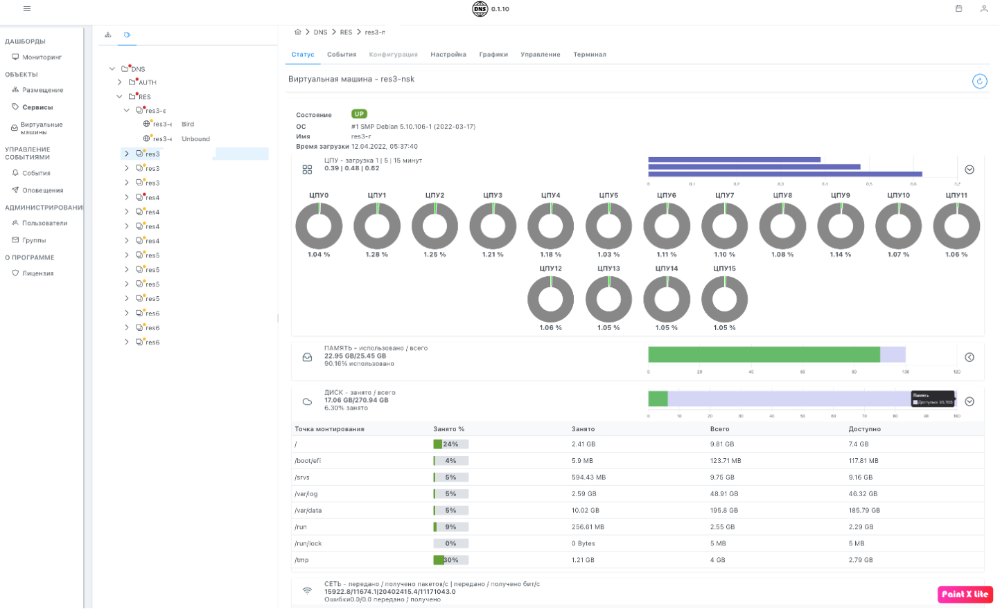 DNS 0.1.10
ДАШБОРДЫ
Мониторинг
ОБЪЕКТЫ
Размещение
Сервисы
Виртуальные
машины
УПРАВЛЕНИЕ
СОБЫТИЯМИ
События
Оповещения
АДМИНИСТРИРОВАНИ
Пользователи
Группы
О ПРОГРАММЕ
Лицензия
DNS
AUTH
RES
res3-e
res3-e Bird
res3-e Unbound
res3
res3
res3
res4
res4
res4
res4
res5
res5
res5
res5
res6
res6
res6
DNS RES res3-n
Статус События Конфигурация Настройка Графики Управление Терминал
Виртуальная машина - res3-nsk
Состояние UP
ОС #1 SMP Debian 5.10.106-1 (2022-03-17)
Имя res3-r
Время загрузки 12.04.2022, 05:37:40
ЦПУ - загрузка 1 | 5 | 15 минут
0.39 | 0.48 | 0.62
0 0,1 0,2 0,3 0,4 0,5 0,6 0,7
ЦПУ0 ЦПУ1 ЦПУ2 ЦПУ3 ЦПУ4 ЦПУ5 ЦПУ6 ЦПУ7 ЦПУ8 ЦПУ9 ЦПУ10 ЦПУ11
1.04 % 1.28 % 1.25 % 1.21 % 1.18 % 1.03 % 1.11 % 1.10 % 1.08 % 1.14 % 1.07 % 1.06 %
ЦПУ12 ЦПУ13 ЦПУ14 ЦПУ15
1.06 % 1.05 % 1.05 % 1.05 %
ПАМЯТЬ - использовано / всего
22.95 GB/25.45 GB
90.16% использовано
0 20 40 60 80 100 120
ДИСК - занято / всего
17.06 GB/270.94 GB
6.30% занято
Память
Доступно: 93.703
0 10 20 30 40 50 60 70 80 90 100
Точка монтирования Занято % Занято Всего Доступно
/ 24% 2.41 GB 9.81 GB 7.4 GB
/boot/efi 4% 5.9 MB 123.71 MB 117.81 MB
/srvs 5% 594.43 MB 9.75 GB 9.16 GB
/var/log 5% 2.59 GB 48.91 GB 46.32 GB
/var/data 5% 10.02 GB 195.8 GB 185.79 GB
/run 9% 256.61 MB 2.55 GB 2.29 GB
/run/lock 0% 0 Bytes 5 MB 5 MB
/tmp 30% 1.21 GB 4 GB 2.79 GB
СЕТЬ - передано / получено пакетов/с | передано / получено бит/с
15922.8/11674.1|20402415.4/11171043.0
Ошибки0.0/0.0 передано / получено
Paint X Lite